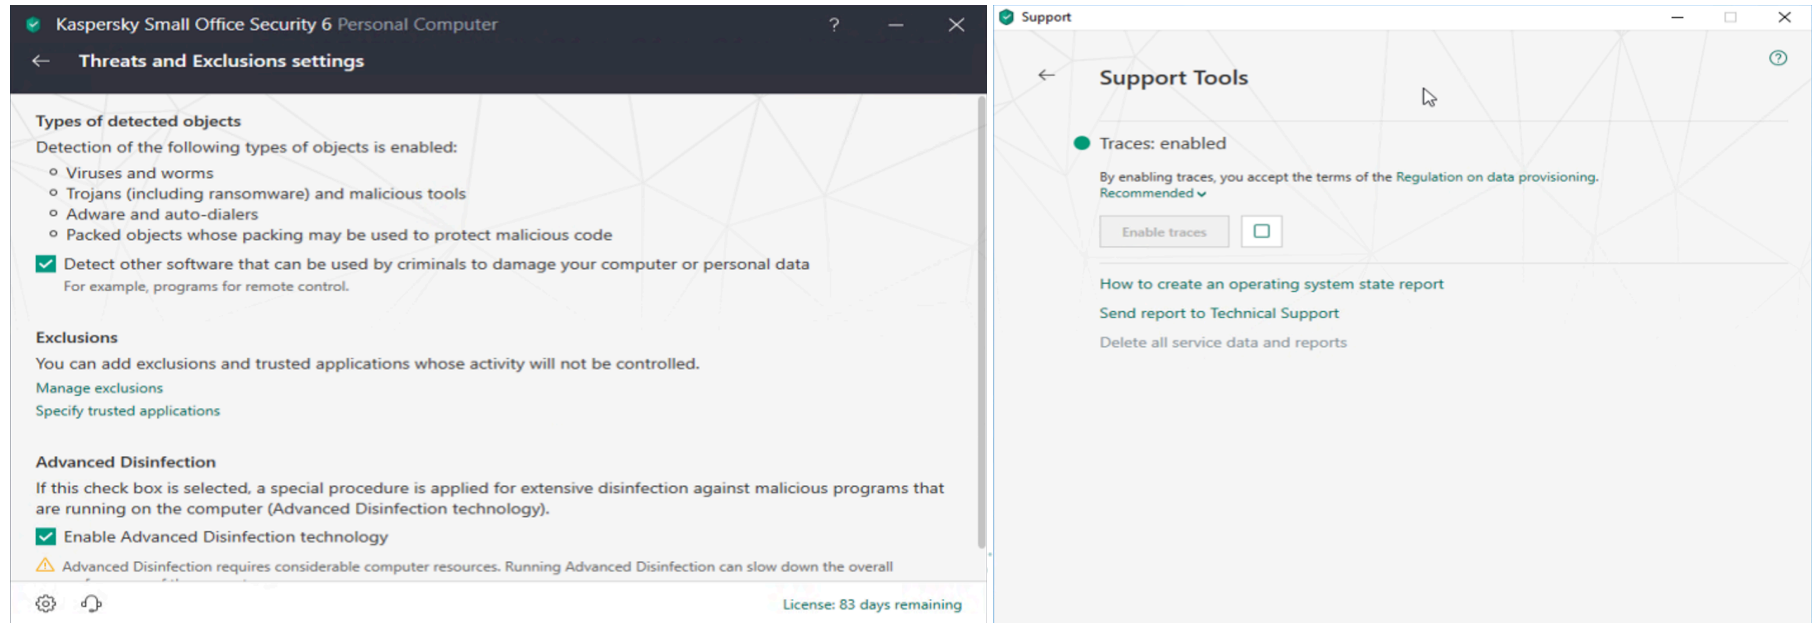 Kaspersky Small Office Security 6 Personal Computer
?
Threats and Exclusions settings
Types of detected objects
Detection of the following types of objects is enabled:
Viruses and worms
Trojans (including ransomware) and malicious tools
Adware and auto-dialers
Packed objects whose packing may be used to protect malicious code
Detect other software that can be used by criminals to damage your computer or personal data
For example, programs for remote control.
Exclusions
You can add exclusions and trusted applications whose activity will not be controlled.
Manage exclusions
Specify trusted applications
Advanced Disinfection
If this check box is selected, a special procedure is applied for extensive disinfection against malicious programs that
are running on the computer (Advanced Disinfection technology).
Enable Advanced Disinfection technology
Advanced Disinfection requires considerable computer resources. Running Advanced Disinfection can slow down the overall
License: 83 days remaining
Support
?
Support Tools
Traces: enabled
By enabling traces, you accept the terms of the Regulation on data provisioning.
Recommended
Enable traces
How to create an operating system state report
Send report to Technical Support
Delete all service data and reports